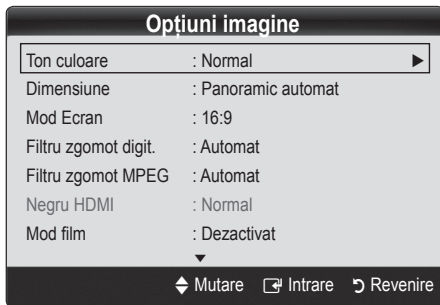 Opţiuni imagine
Ton culoare : Normal ▶
Dimensiune : Panoramic automat
Mod Ecran : 16:9
Filtru zgomot digit. : Automat
Filtru zgomot MPEG : Automat
Negru HDMI : Normal
Mod film : Dezactivat
▼
Mutare Intrare Revenire